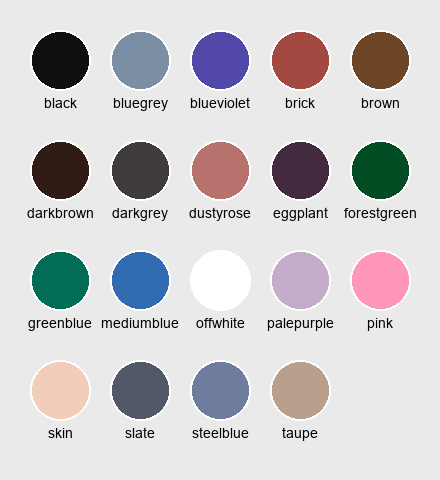 black bluegrey blueviolet brick brown
darkbrown darkgrey dustyrose eggplant forestgreen
greenblue mediumblue offwhite palepurple pink
skin slate steelblue taupe